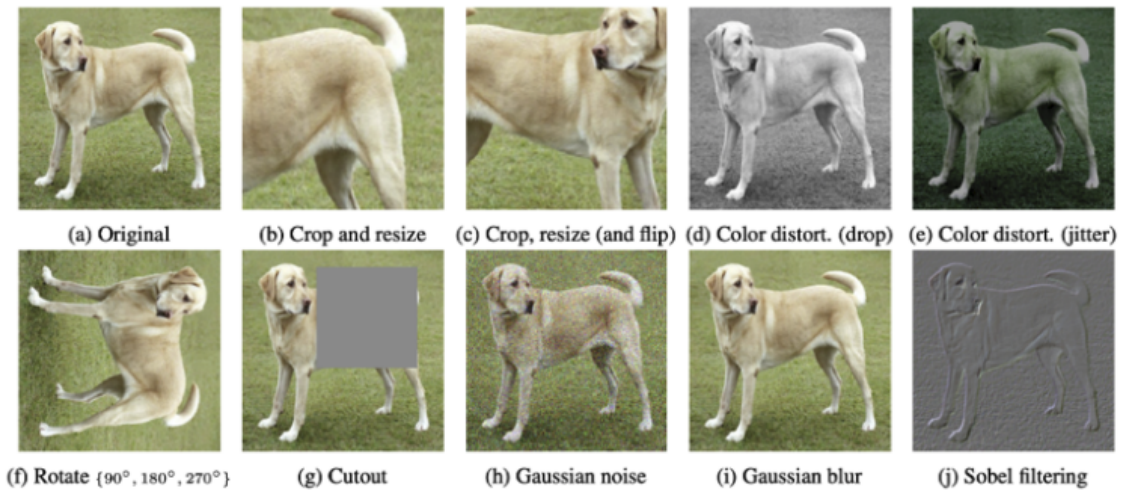 (a) Original
(b) Crop and resize
(c) Crop, resize (and flip)
(d) Color distort. (drop)
(e) Color distort. (jitter)
(f) Rotate {90°, 180°, 270°}
(g) Cutout
(h) Gaussian noise
(i) Gaussian blur
(j) Sobel filtering